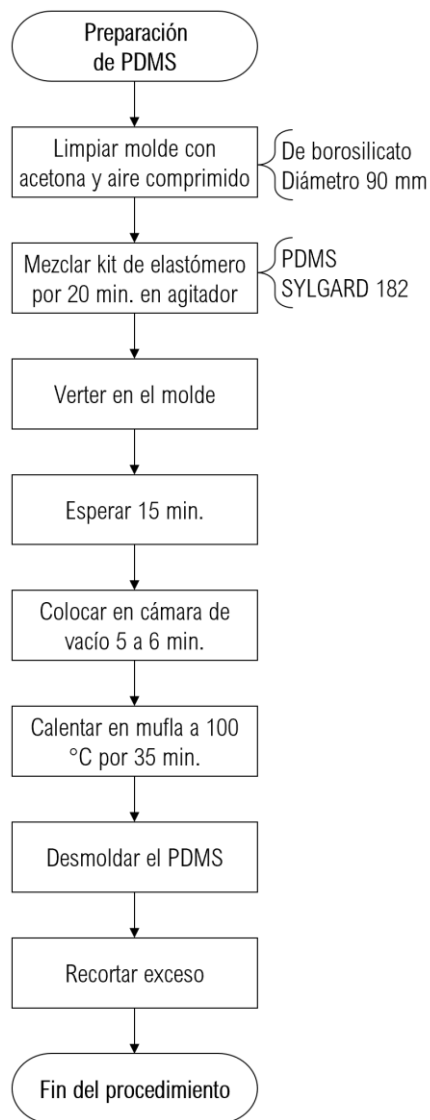 Preparación
de PDMS
Limpiar molde con
acetona y aire comprimido
De borosilicato
Diámetro 90 mm
Mezclar kit de elastómero
por 20 min. en agitador
PDMS
SYLGARD 182
Verter en el molde
Esperar 15 min.
Colocar en cámara de
vacío 5 a 6 min.
Calentar en mufla a 100
°C por 35 min.
Desmoldar el PDMS
Recortar exceso
Fin del procedimiento